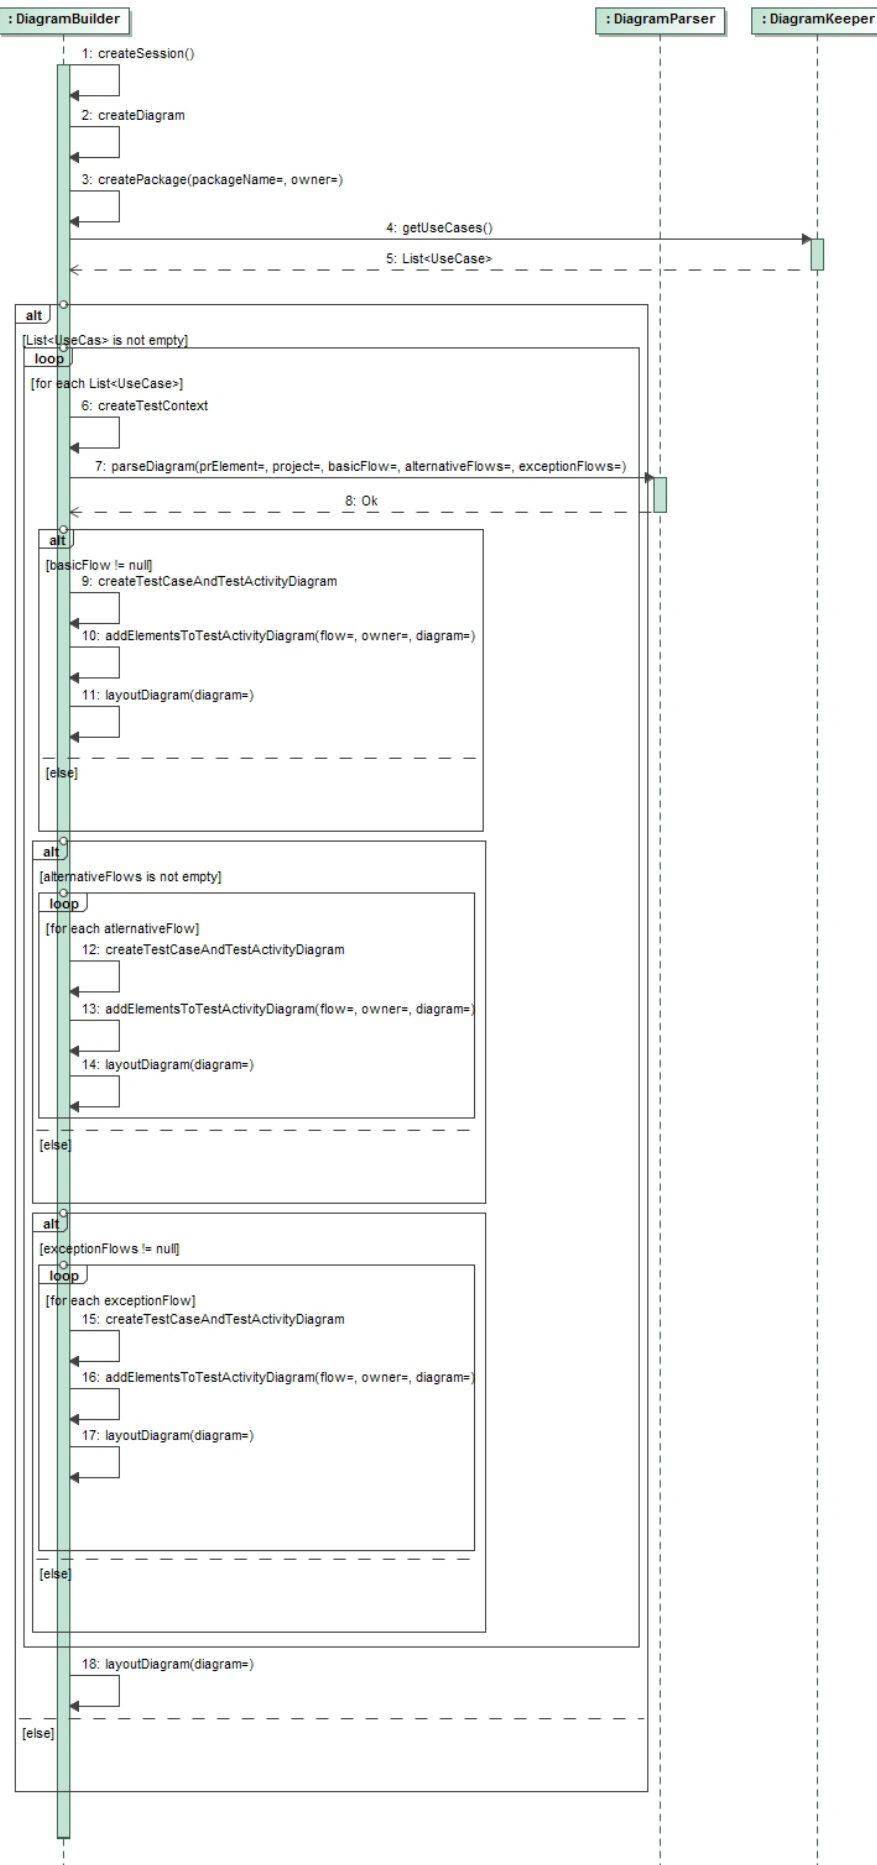 : DiagramBuilder
: DiagramParser
: DiagramKeeper
1: createSession()
2: createDiagram
3: createPackage(packageName=, owner=)
4: getUseCases()
5: List<UseCase>
alt
[List<UseCas> is not empty]
loop
[for each List<UseCase>]
6: createTestContext
7: parseDiagram(prElement=, project=, basicFlow=, alternativeFlows=, exceptionFlows=)
8: Ok
alt
[basicFlow != null]
9: createTestCaseAndTestActivityDiagram
10: addElementsToTestActivityDiagram(flow=, owner=, diagram=)
11: layoutDiagram(diagram=)
[else]
alt
[alternativeFlows is not empty]
loop
[for each atlernativeFlow]
12: createTestCaseAndTestActivityDiagram
13: addElementsToTestActivityDiagram(flow=, owner=, diagram=)
14: layoutDiagram(diagram=)
[else]
alt
[exceptionFlows != null]
loop
[for each exceptionFlow]
15: createTestCaseAndTestActivityDiagram
16: addElementsToTestActivityDiagram(flow=, owner=, diagram=)
17: layoutDiagram(diagram=)
[else]
18: layoutDiagram(diagram=)
[else]